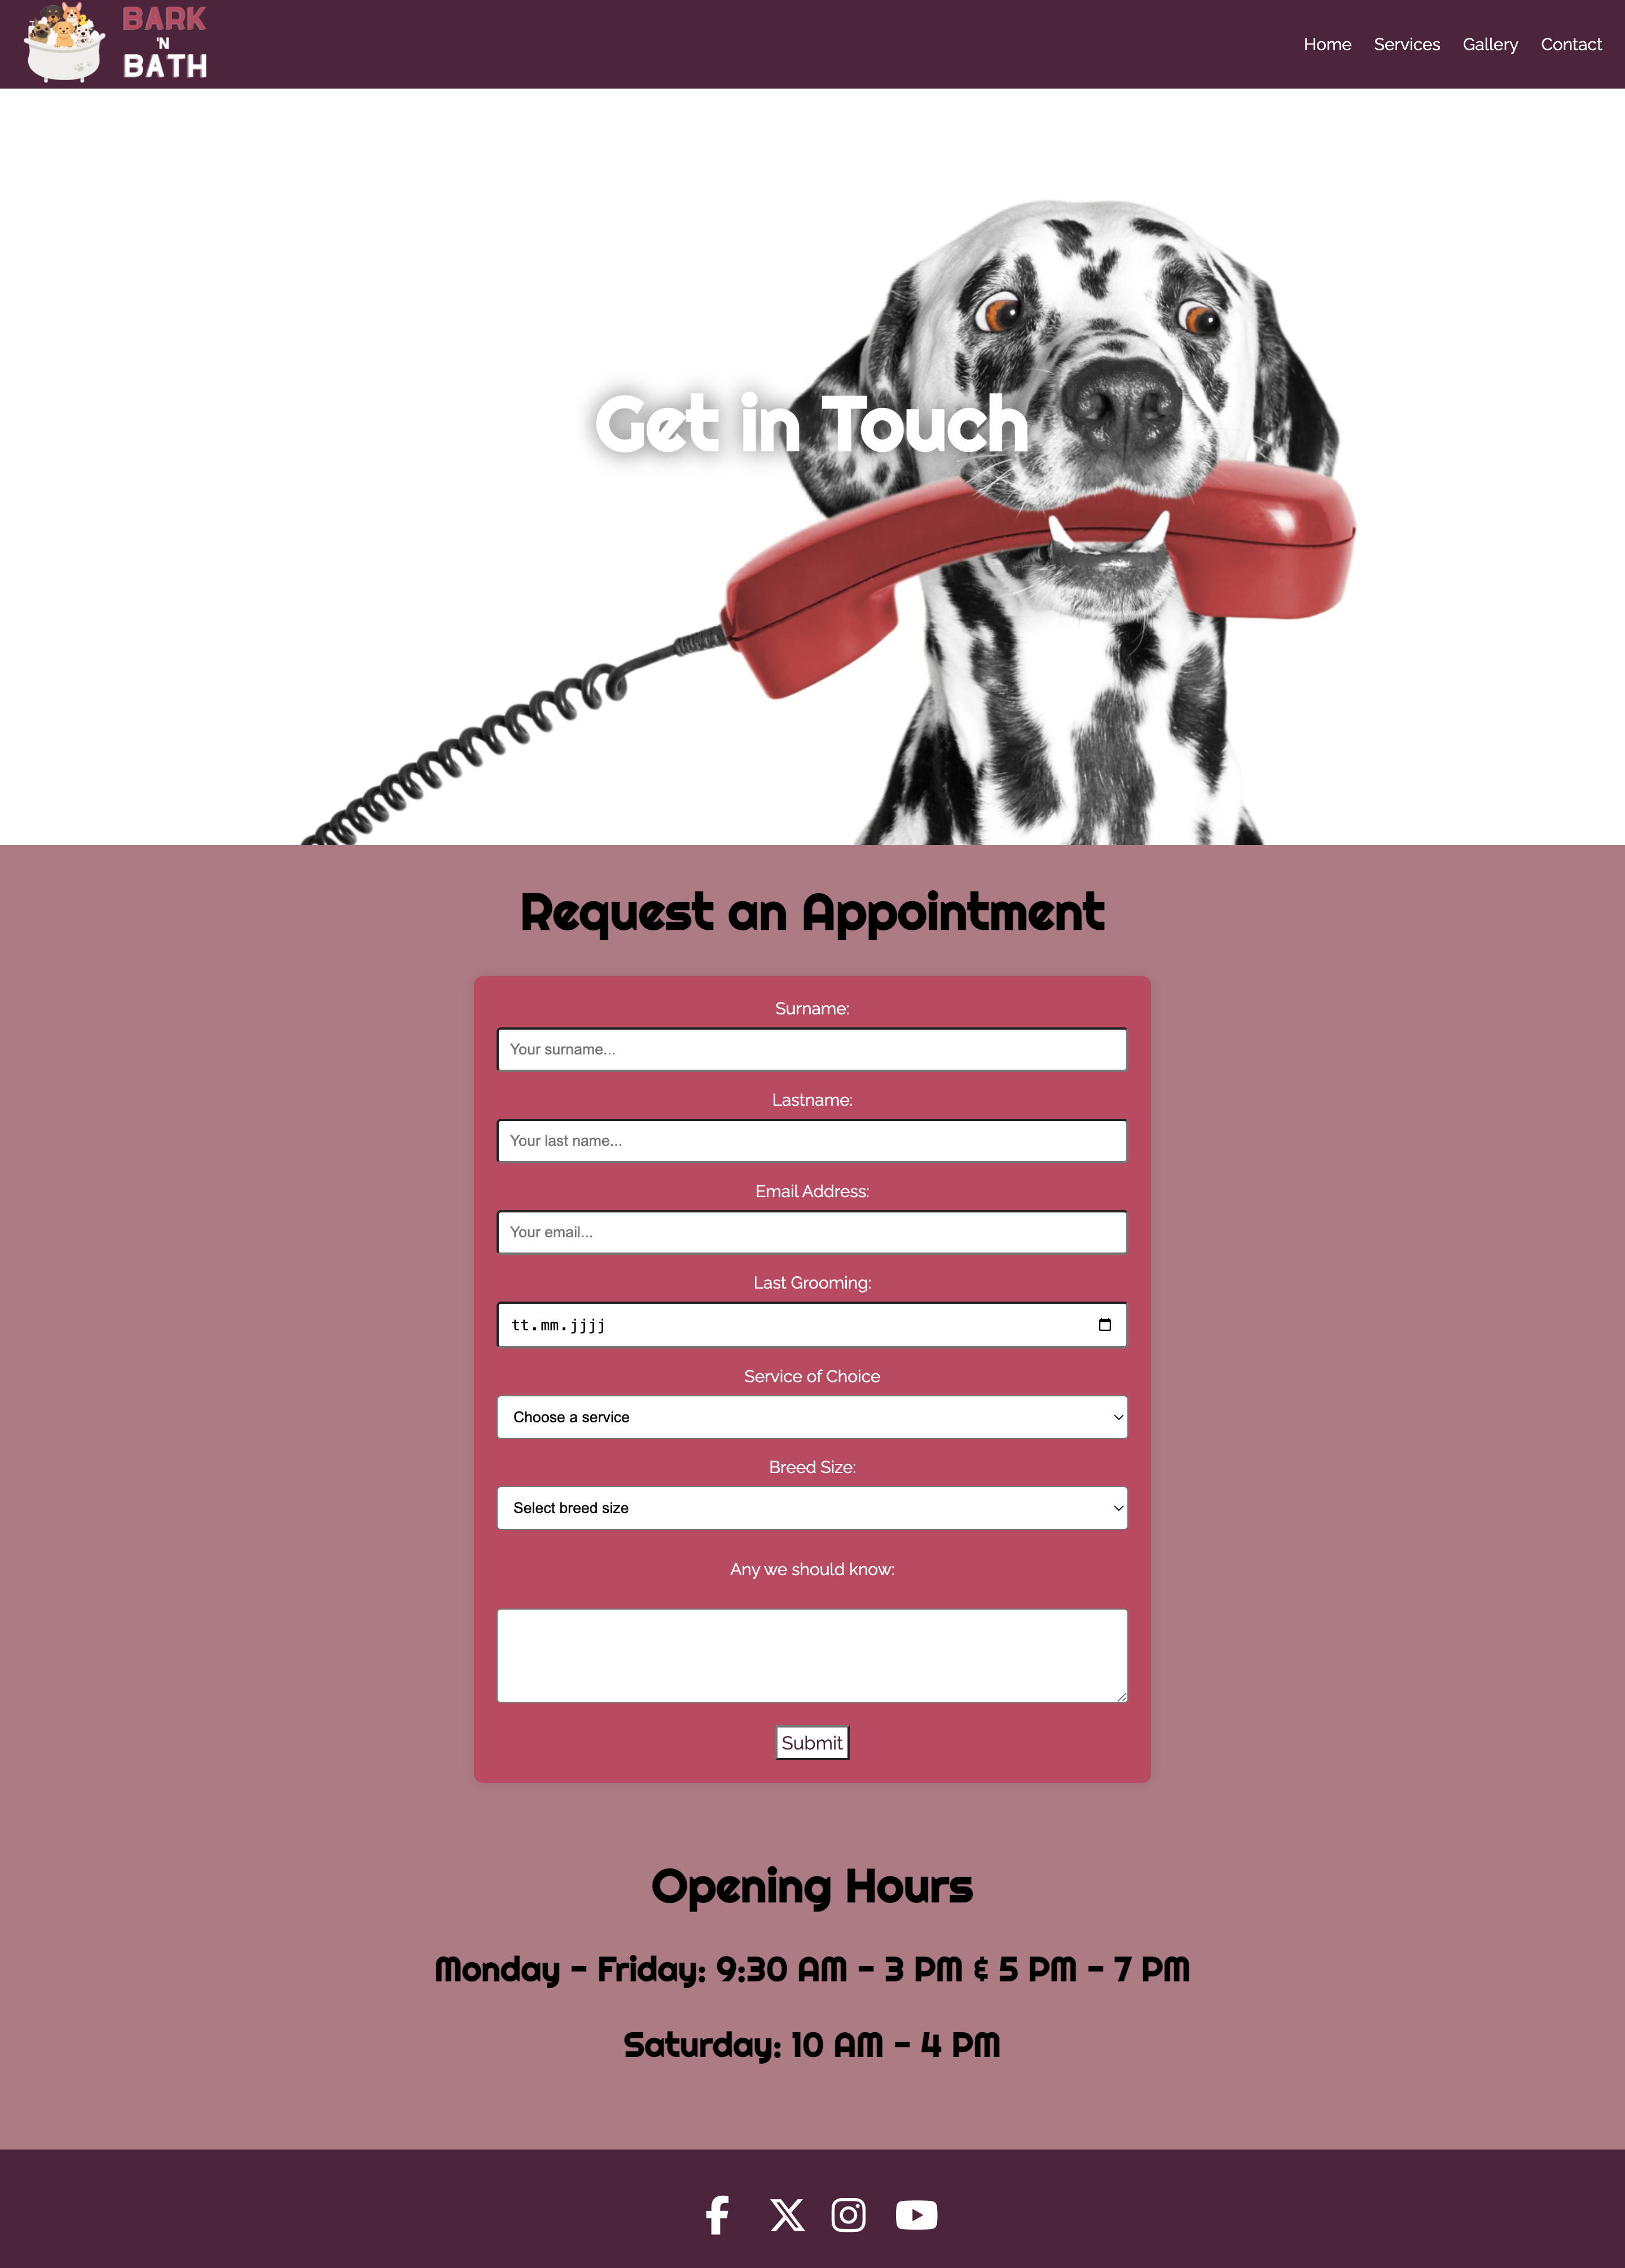 BARK
'N
BATH
Home Services Gallery Contact
Get in Touch
Request an Appointment
Surname:
Your surname...
Lastname:
Your last name...
Email Address:
Your email...
Last Grooming:
tt.mm.jjjj
Service of Choice
Choose a service
Breed Size:
Select breed size
Any we should know:
Submit
Opening Hours
Monday - Friday: 9:30 AM - 3 PM & 5 PM - 7 PM
Saturday: 10 AM - 4 PM